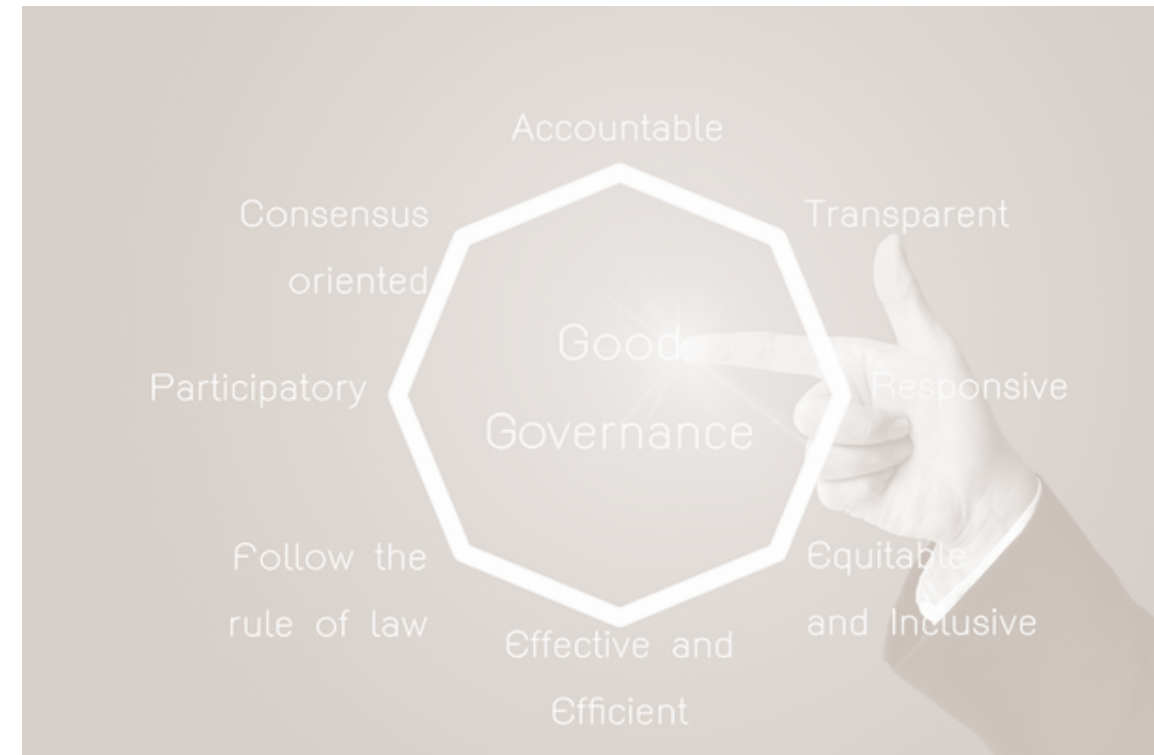 Accountable
Consensus
oriented
Transparent
Good
Governance
Participatory
Responsive
Follow the
rule of law
Equitable
and Inclusive
Effective and
Efficient